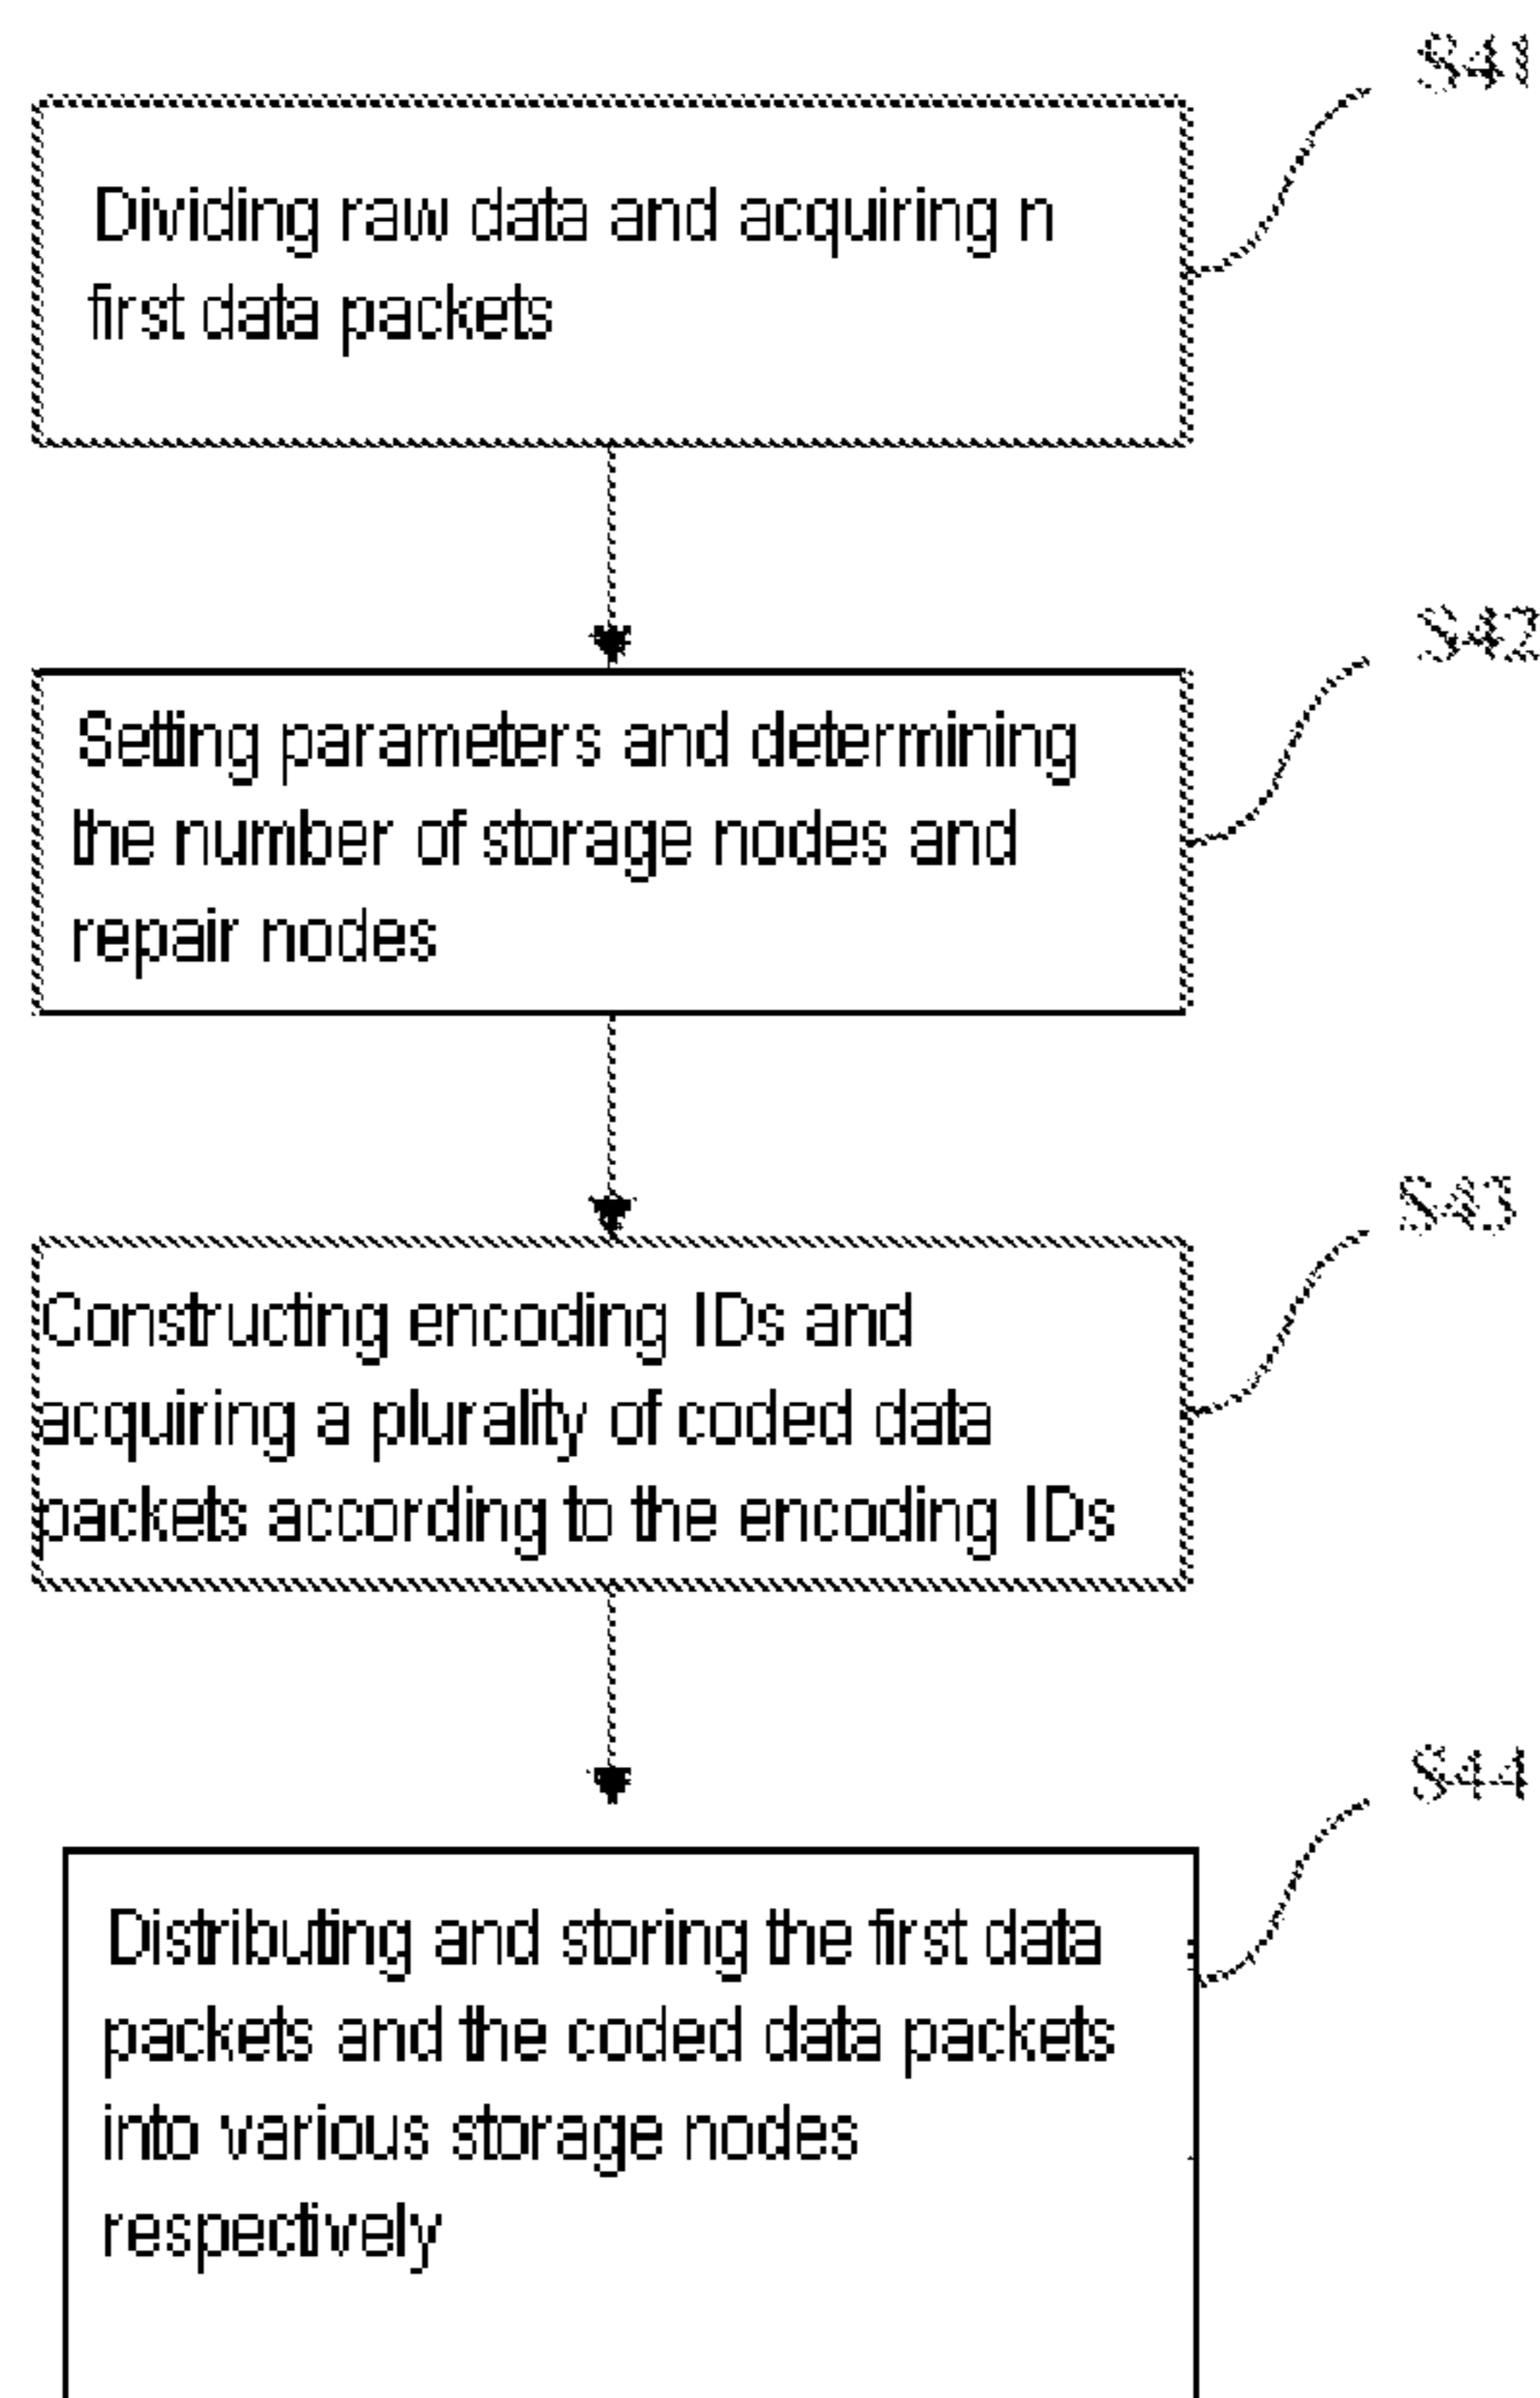 S41
Dividing raw data and acquiring n
first data packets
S42
Setting parameters and determining
the number of storage nodes and
repair nodes
S43
Constructing encoding IDs and
acquiring a plurality of coded data
packets according to the encoding IDs
S44
Distributing and storing the first data
packets and the coded data packets
into various storage nodes
respectively